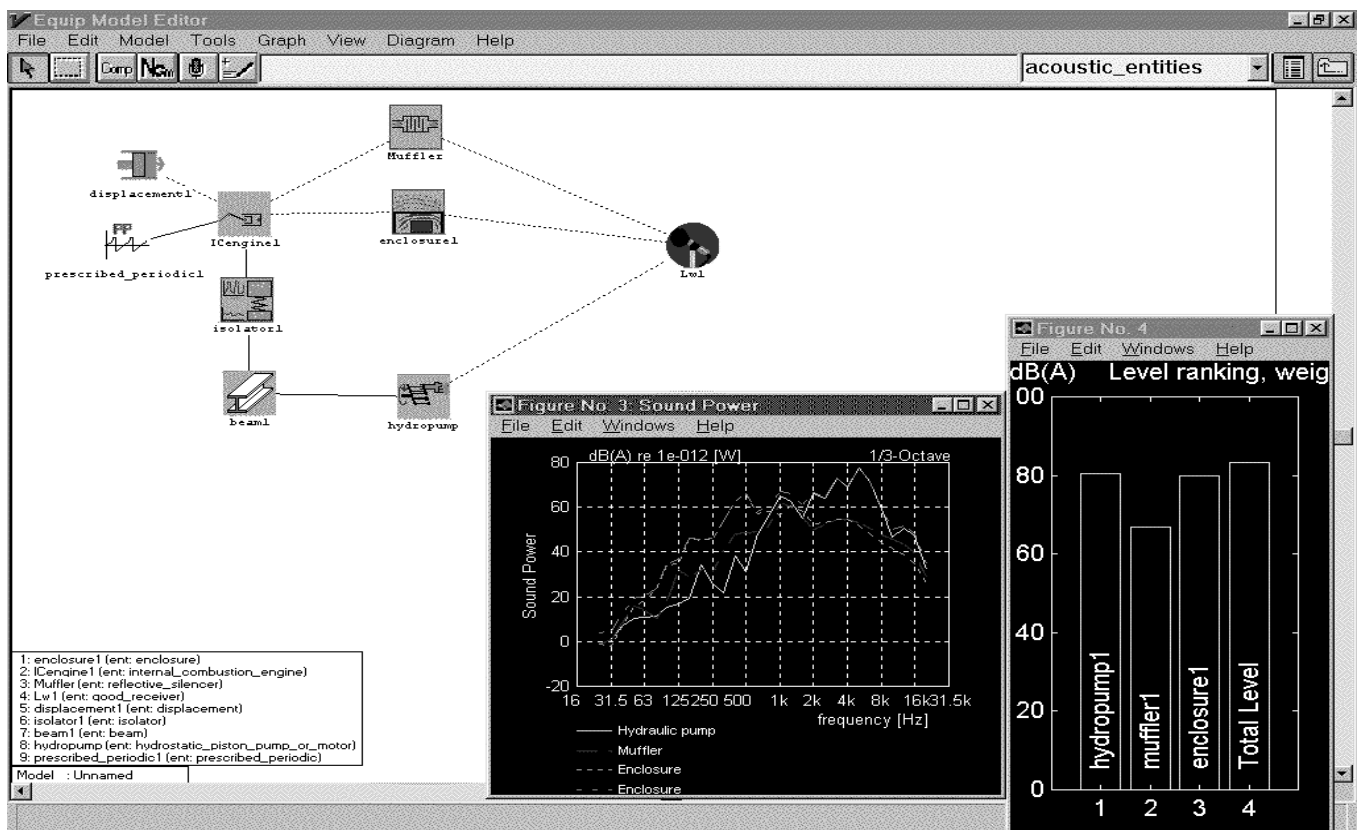 Equip Model Editor
File Edit Model Tools Graph View Diagram Help
Comp
acoustic_entities
Muffler
displacement1
ICengine1
enclosure1
PP
prescribed_periodic1
Lw1
isolator1
beam1
hydropump
Figure No. 3: Sound Power
File Edit Windows Help
dB(A) re 1e-012 [W] 1/3-Octave
Sound Power
80
60
40
20
0
-20
16 31.5 63 125 250 500 1k 2k 4k 8k 16k 31.5k
frequency [Hz]
Hydraulic pump
Muffler
Enclosure
Enclosure
Figure No. 4
File Edit Windows Help
dB(A) Level ranking, weig
00
80
60
40
20
0
hydropump1
muffler1
enclosure1
Total Level
1 2 3 4
1: enclosure1 (ent: enclosure)
2: ICengine1 (ent: internal_combustion_engine)
3: Muffler (ent: reflective_silencer)
4: Lw1 (ent: good_receiver)
5: displacement1 (ent: displacement)
6: isolator1 (ent: isolator)
7: beam1 (ent: beam)
8: hydropump (ent: hydrostatic_piston_pump_or_motor)
9: prescribed_periodic1 (ent: prescribed_periodic)
Model : Unnamed